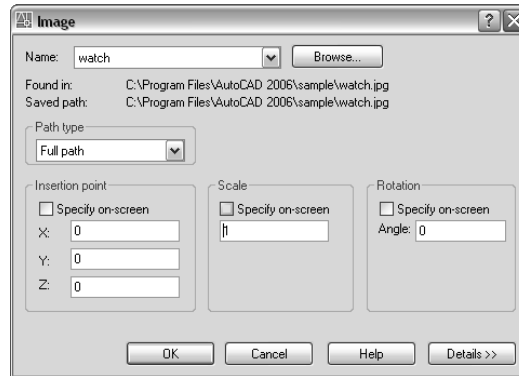 Image
Name: watch Browse...
Found in: C:\Program Files\AutoCAD 2006\sample\watch.jpg
Saved path: C:\Program Files\AutoCAD 2006\sample\watch.jpg
Path type
Full path
Insertion point
Specify on-screen
X: 0
Y: 0
Z: 0
Scale
Specify on-screen
1
Rotation
Specify on-screen
Angle: 0
OK Cancel Help Details >>